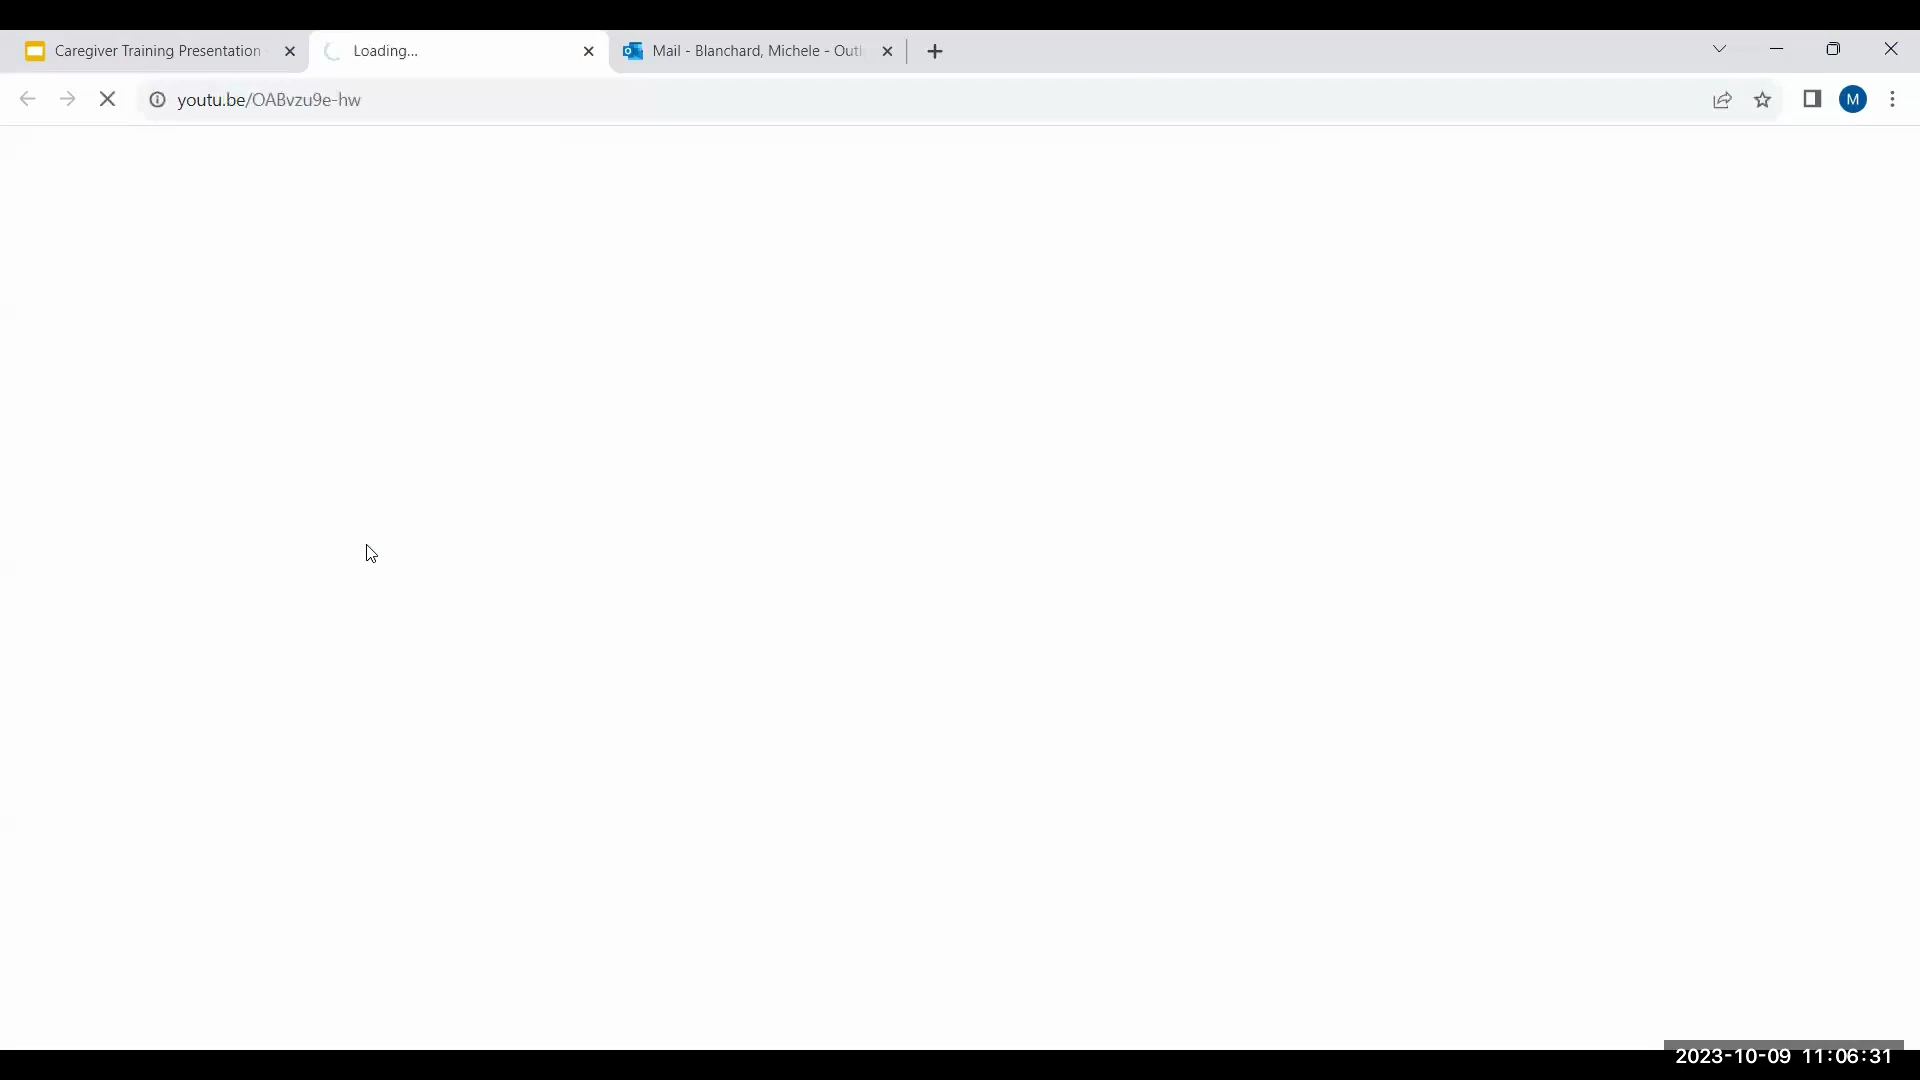 Caregiver Training Presentation
Loading...
Mail - Blanchard, Michele - Outl
youtu.be/OABvzu9e-hw
M
2023-10-09 11:06:31